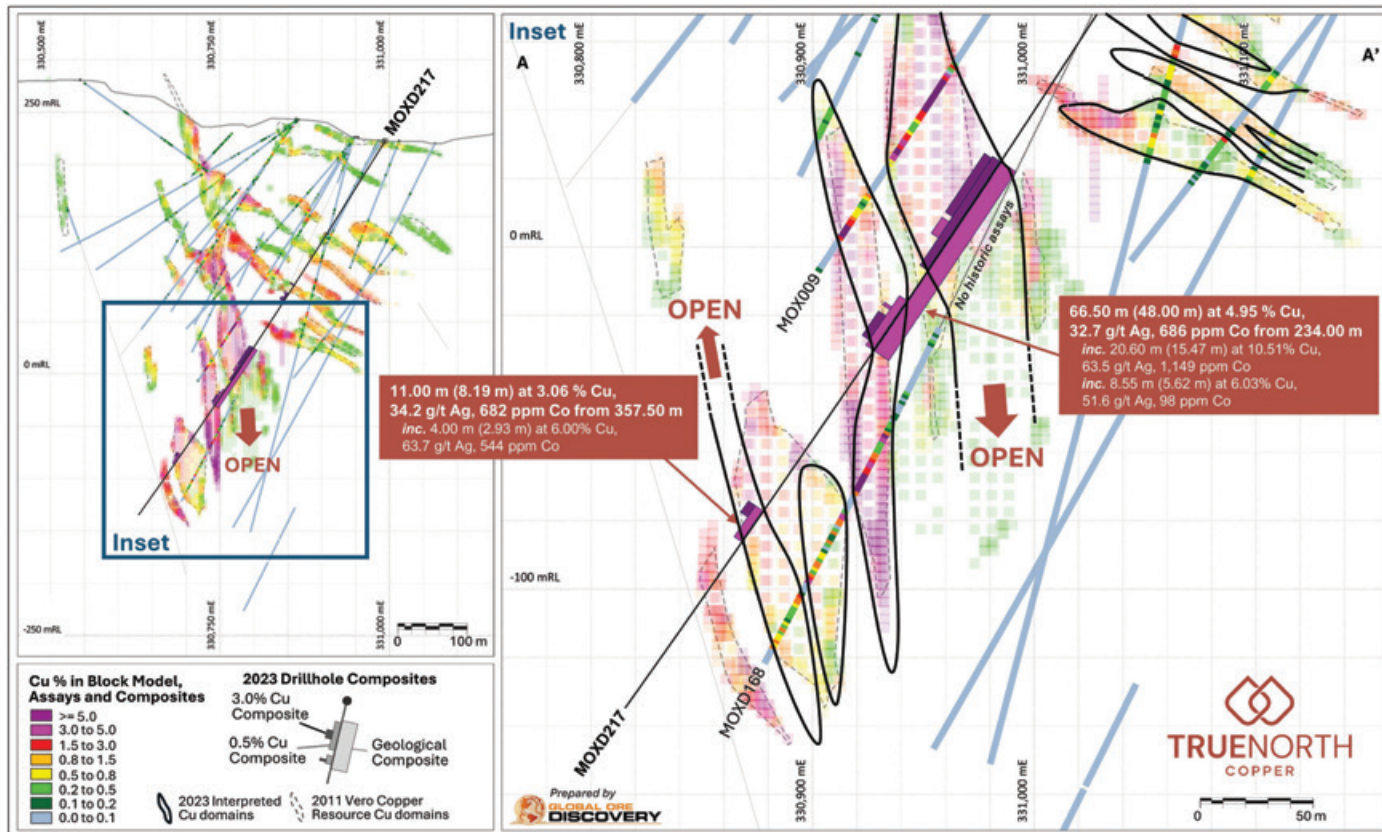 330,500 mE
330,750 mE
331,000 mE
MOXD217
250 mRL
0 mRL
OPEN
Inset
-250 mRL
330,750 mE
331,000 mE
0 100 m
Cu % in Block Model,
Assays and Composites
>= 5.0
3.0 to 5.0
1.5 to 3.0
0.8 to 1.5
0.5 to 0.8
0.2 to 0.5
0.1 to 0.2
0.0 to 0.1
2023 Drillhole Composites
3.0% Cu
Composite
0.5% Cu
Composite
Geological
Composite
2023 Interpreted
Cu domains
2011 Vero Copper
Resource Cu domains
Inset
A
A'
330,800 mE
330,900 mE
331,000 mE
331,100 mE
0 mRL
MOX009
No historic assays
OPEN
66.50 m (48.00 m) at 4.95 % Cu,
32.7 g/t Ag, 686 ppm Co from 234.00 m
inc. 20.60 m (15.47 m) at 10.51% Cu,
63.5 g/t Ag, 1,149 ppm Co
inc. 8.55 m (5.62 m) at 6.03% Cu,
51.6 g/t Ag, 98 ppm Co
11.00 m (8.19 m) at 3.06 % Cu,
34.2 g/t Ag, 682 ppm Co from 357.50 m
inc. 4.00 m (2.93 m) at 6.00% Cu,
63.7 g/t Ag, 544 ppm Co
OPEN
-100 mRL
MOXD217
MOXD168
330,900 mE
331,000 mE
Prepared by
GLOBAL ORE
DISCOVERY
TRUENORTH
COPPER
0 50 m